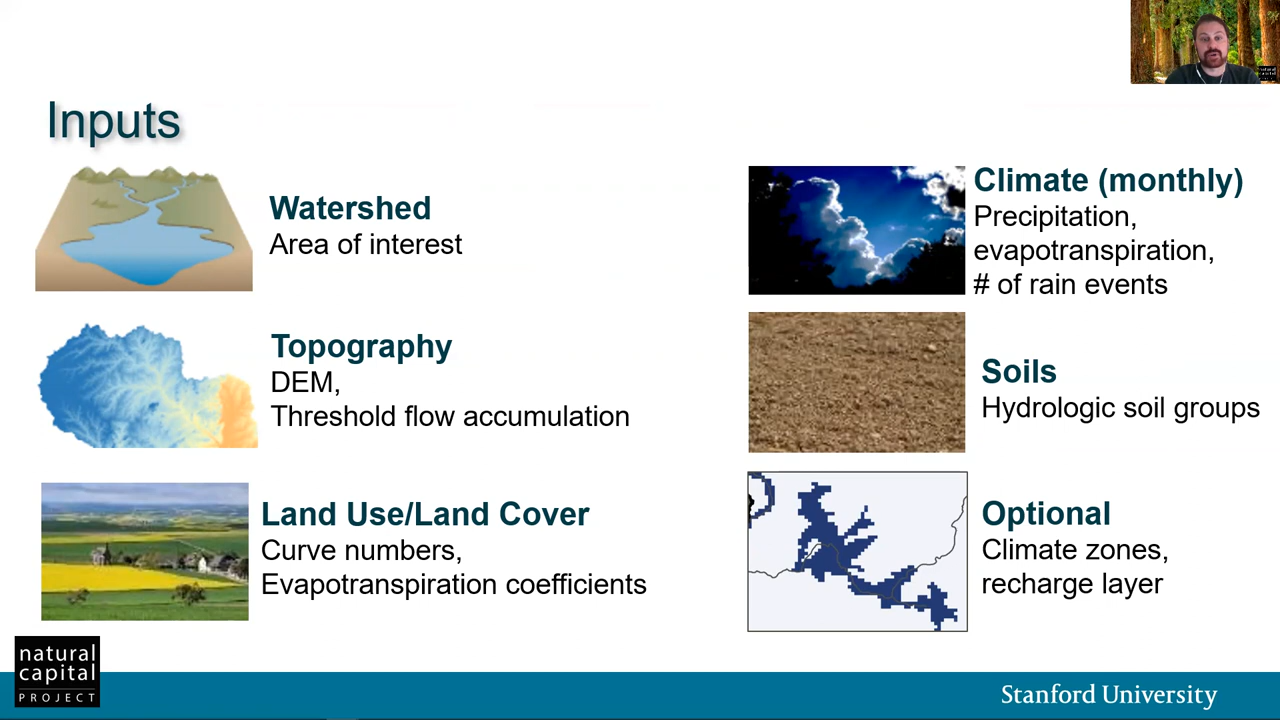 Inputs
Watershed
Area of interest
Topography
DEM,
Threshold flow accumulation
Land Use/Land Cover
Curve numbers,
Evapotranspiration coefficients
Climate (monthly)
Precipitation,
evapotranspiration,
# of rain events
Soils
Hydrologic soil groups
Optional
Climate zones,
recharge layer
natural
capital
PROJECT
Stanford University